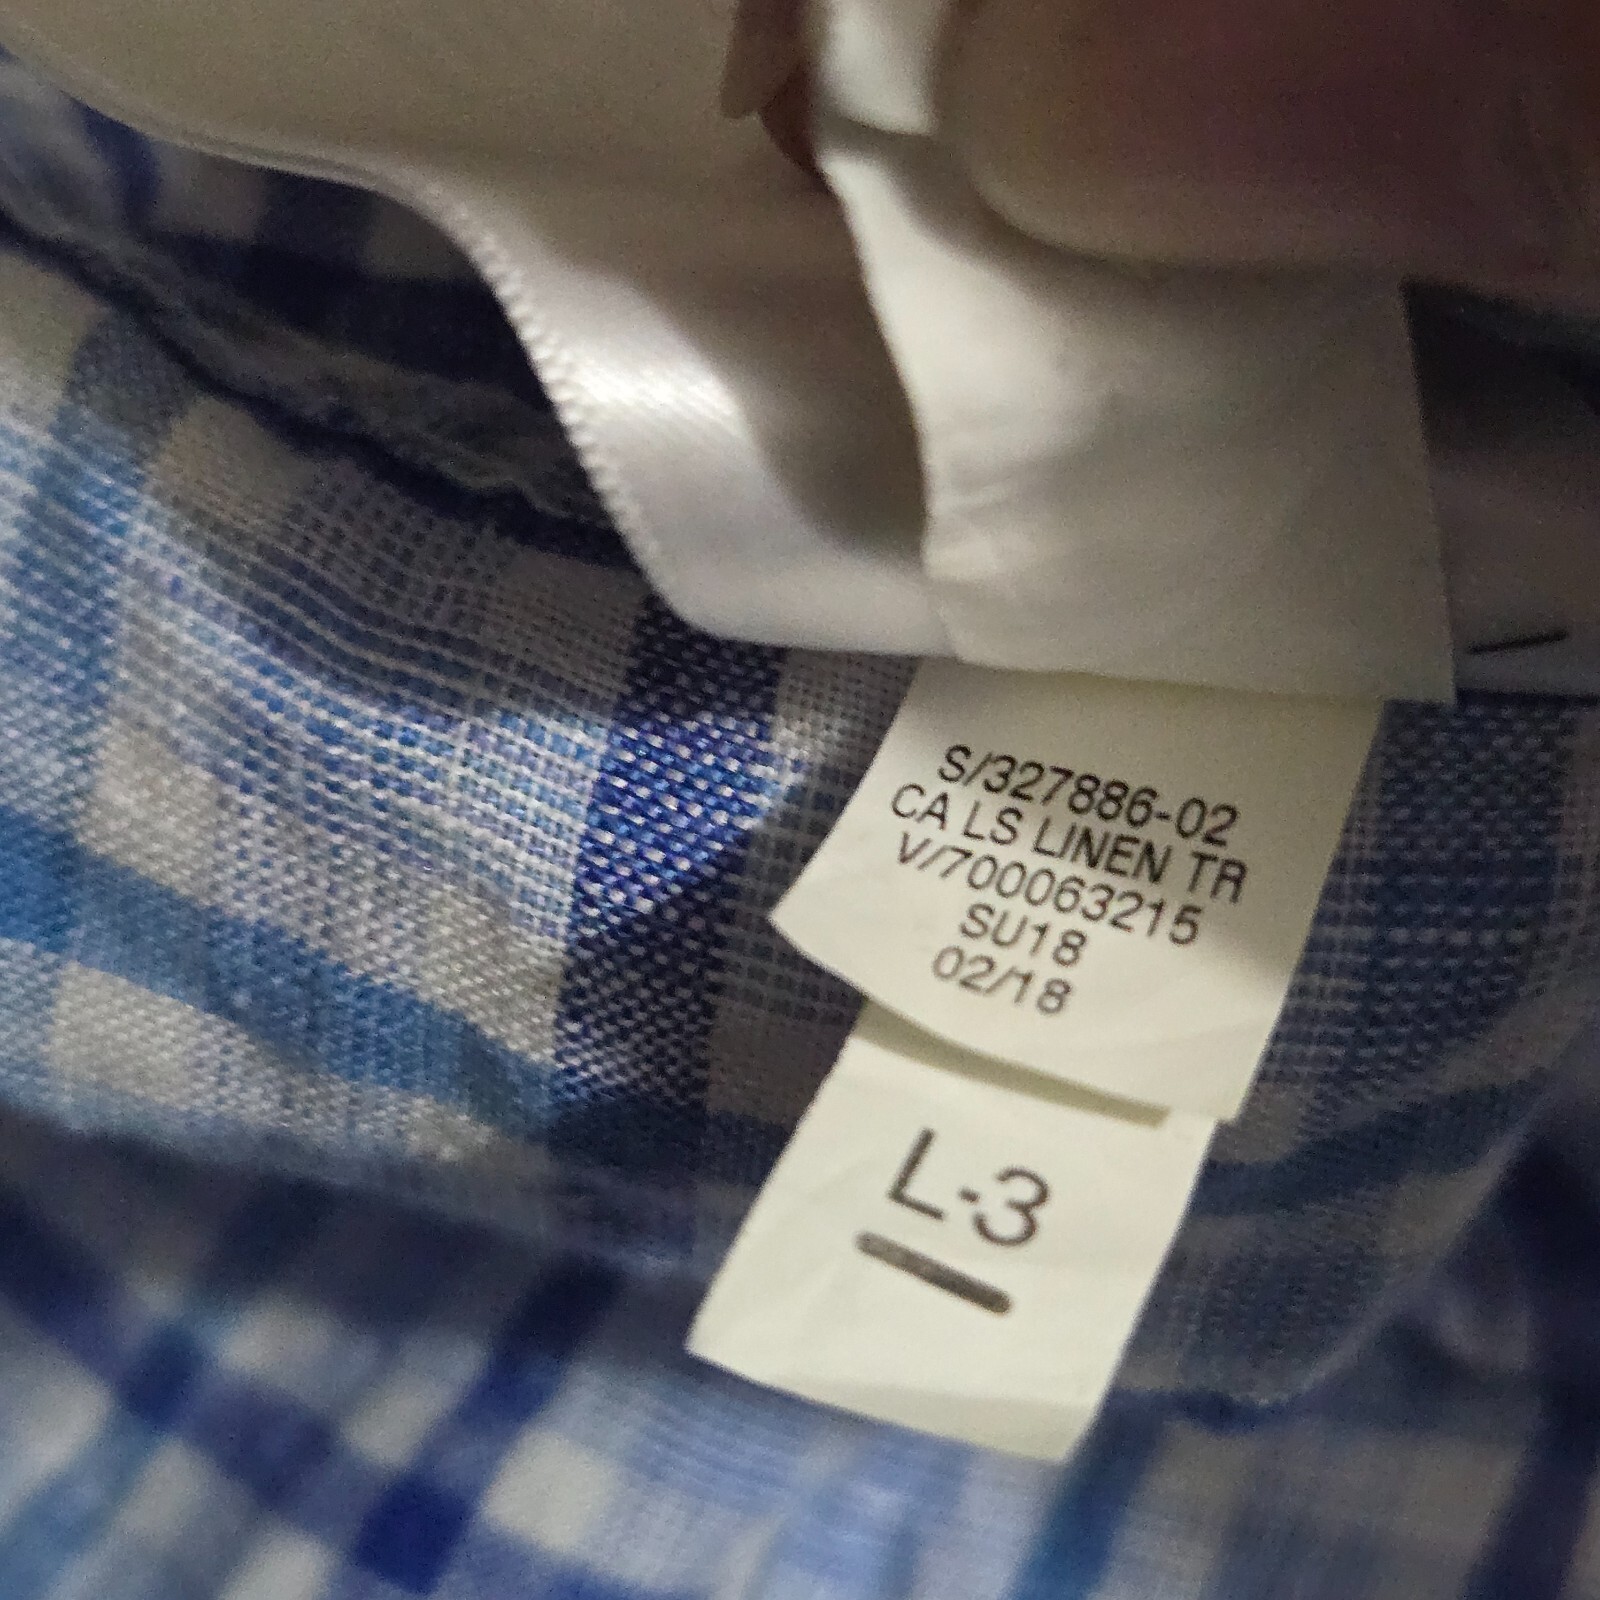 S/327886-02
CA LS LINEN TR
V/700063215
SU18
02/18
L-3